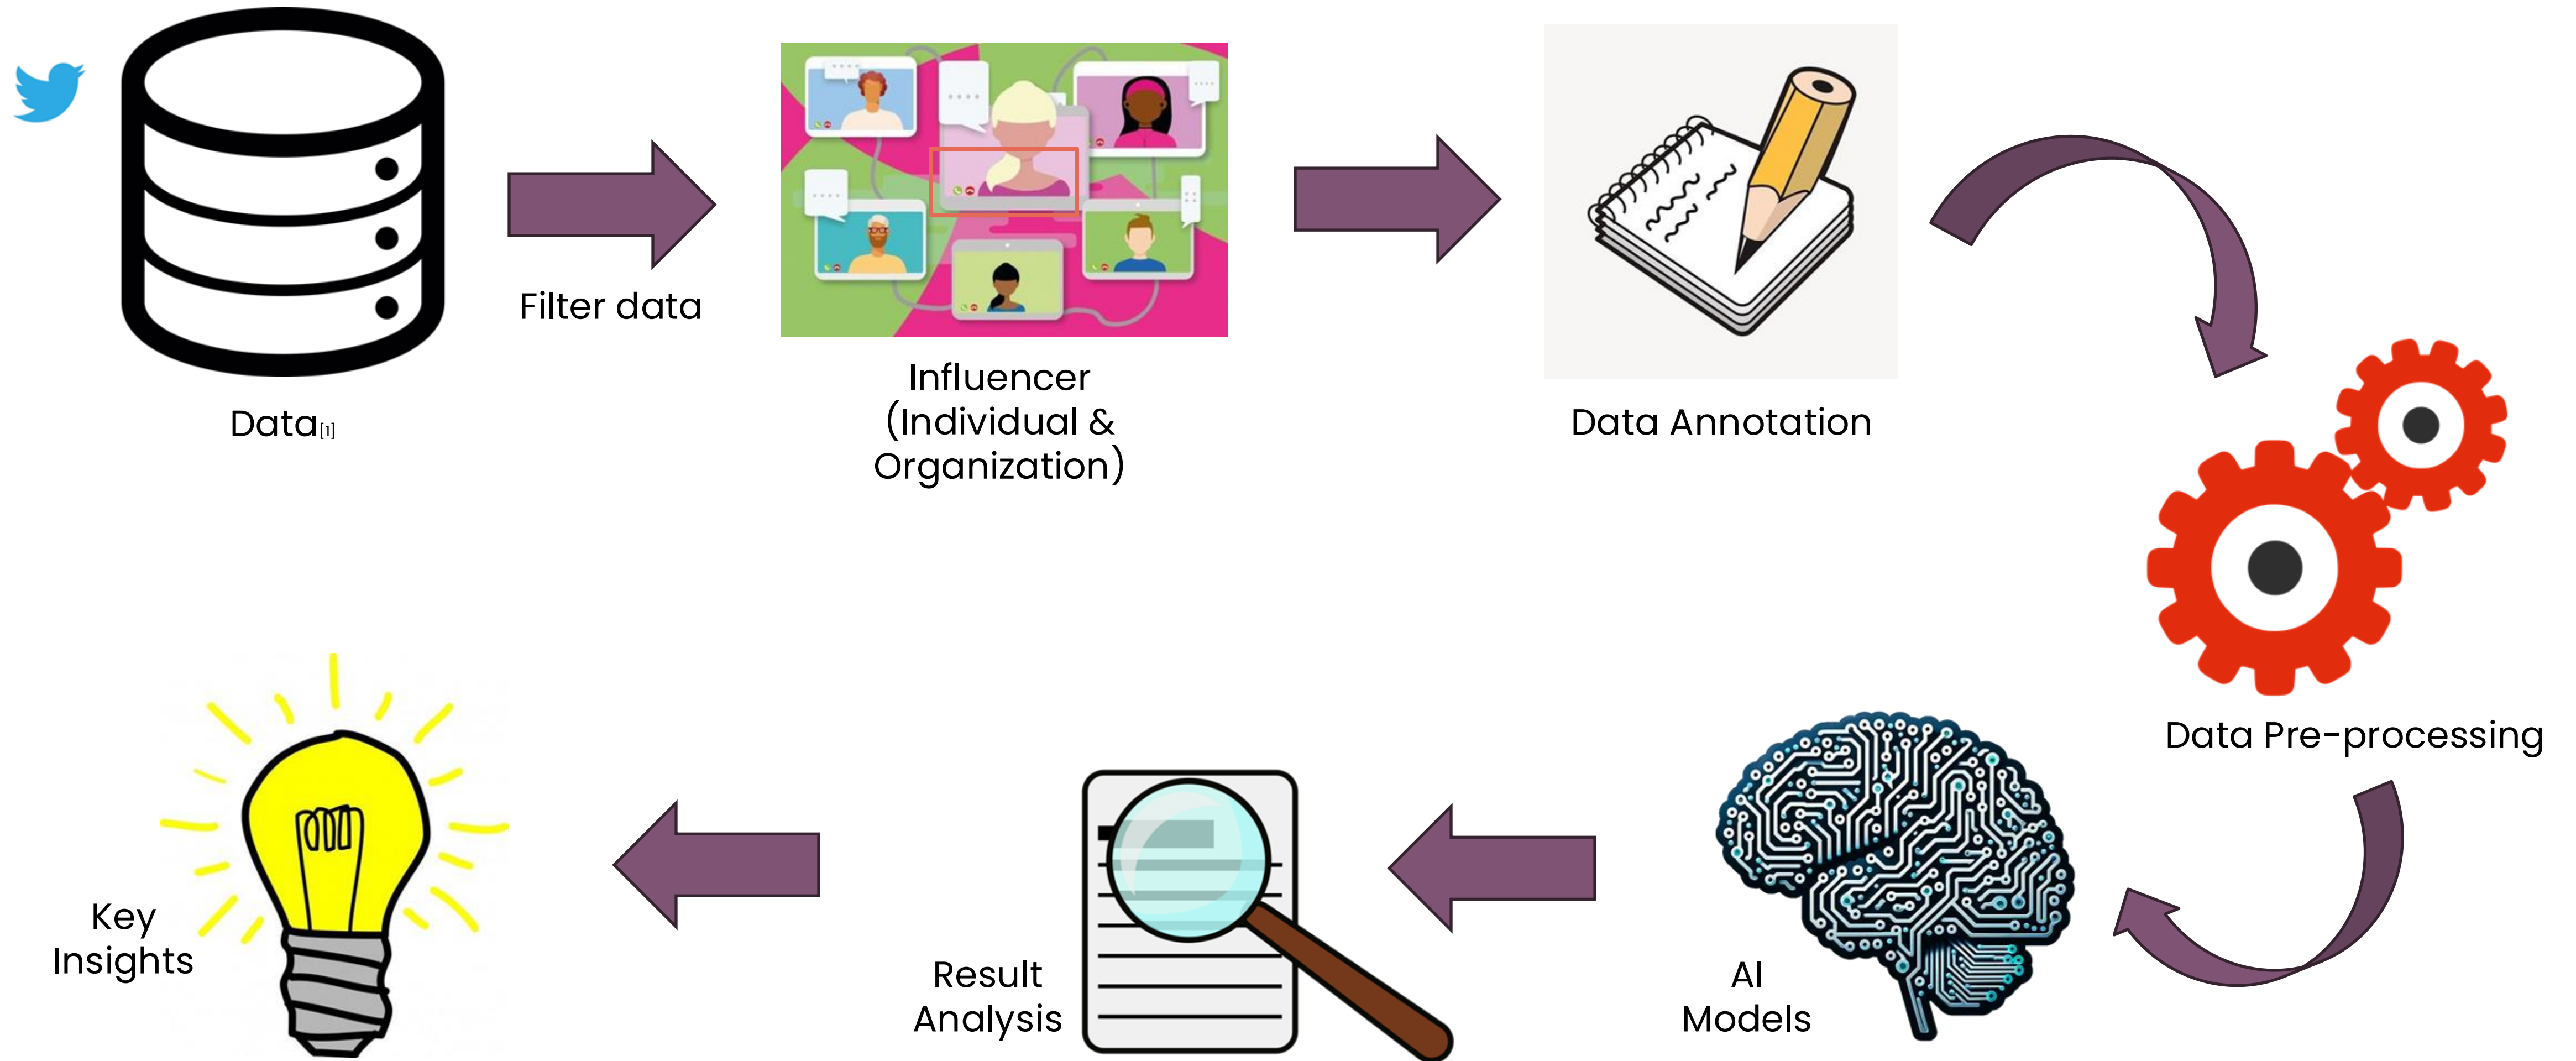 Data[1]
Filter data
Influencer
(Individual &
Organization)
Data Annotation
Data Pre-processing
AI
Models
Result
Analysis
Key
Insights